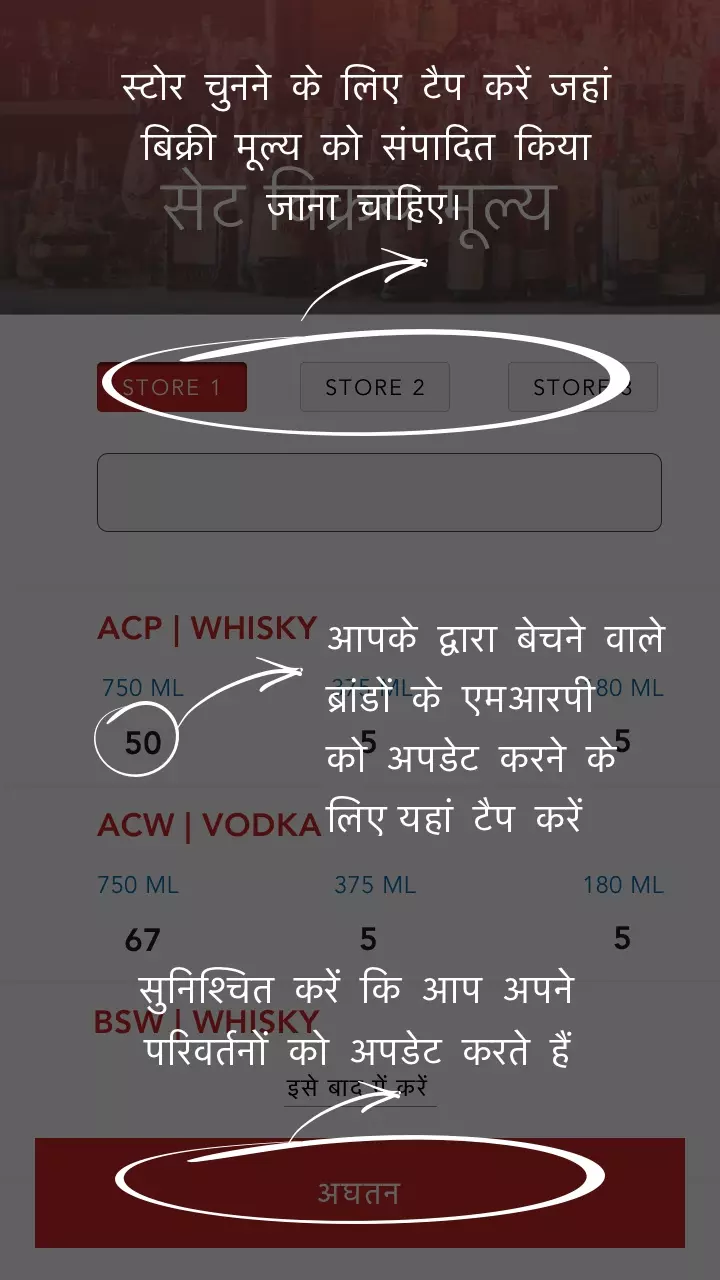 स्टोर चुनने के लिए टैप करें जहां
बिक्री मूल्य को संपादित किया
जाना चाहिए।
सेट विक्रय मूल्य
STORE 1 STORE 2 STORE 3
ACP | WHISKY
750 ML 375 ML 180 ML
50 5 5
आपके द्वारा बेचने वाले
ब्रांडों के एमआरपी
को अपडेट करने के
लिए यहां टैप करें
ACW | VODKA
750 ML 375 ML 180 ML
67 5 5
सुनिश्चित करें कि आप अपने
परिवर्तनों को अपडेट करते हैं
BSW | WHISKY
इसे बाद में करें
अघतन